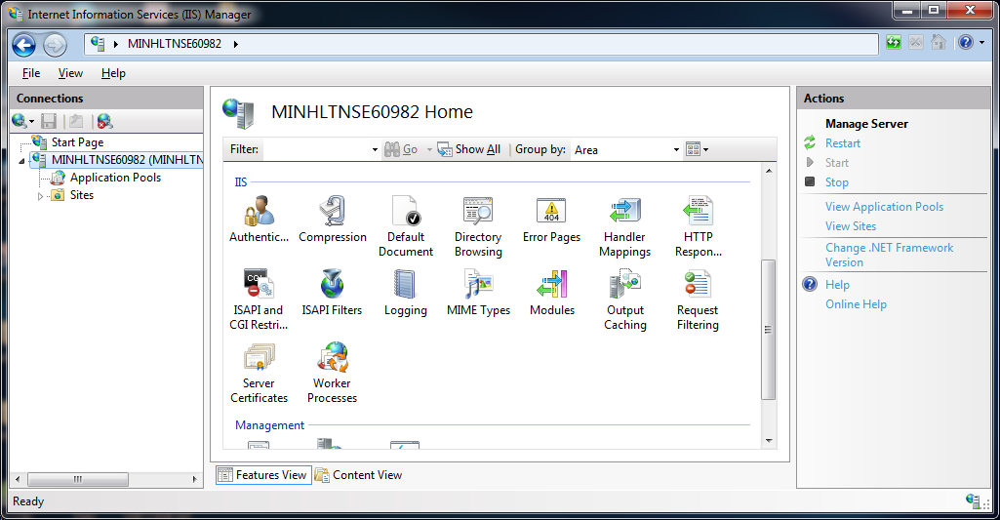 Internet Information Services (IIS) Manager
MINHLTNSE60982
File View Help
Connections
Start Page
MINHLTNSE60982 (MINHLTN
Application Pools
Sites
MINHLTNSE60982 Home
Filter: Go Show All Group by: Area
IIS
Authentic... Compression Default Document Directory Browsing Error Pages Handler Mappings HTTP Respon...
404
CGI
ISAPI and CGI Restri... ISAPI Filters Logging MIME Types Modules Output Caching Request Filtering
Server Certificates Worker Processes
Management
Features View Content View
Actions
Manage Server
Restart
Start
Stop
View Application Pools
View Sites
Change .NET Framework
Version
Help
Online Help
Ready